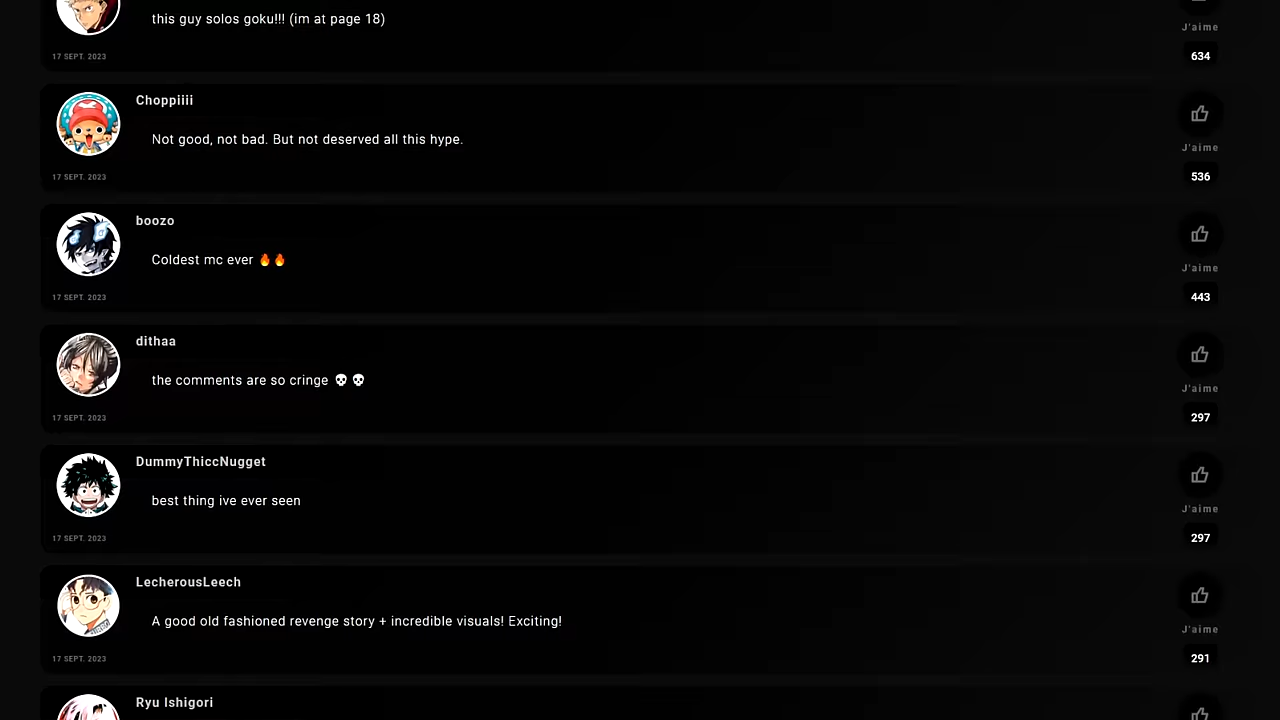 this guy solos goku!!! (im at page 18)
J'aime
17 SEPT. 2023
634
Choppiiii
Not good, not bad. But not deserved all this hype.
J'aime
17 SEPT. 2023
536
boozo
Coldest mc ever 🔥🔥
J'aime
17 SEPT. 2023
443
dithaa
the comments are so cringe 💀💀
J'aime
17 SEPT. 2023
297
DummyThiccNugget
best thing ive ever seen
J'aime
17 SEPT. 2023
297
LecherousLeech
A good old fashioned revenge story + incredible visuals! Exciting!
J'aime
17 SEPT. 2023
291
Ryu Ishigori